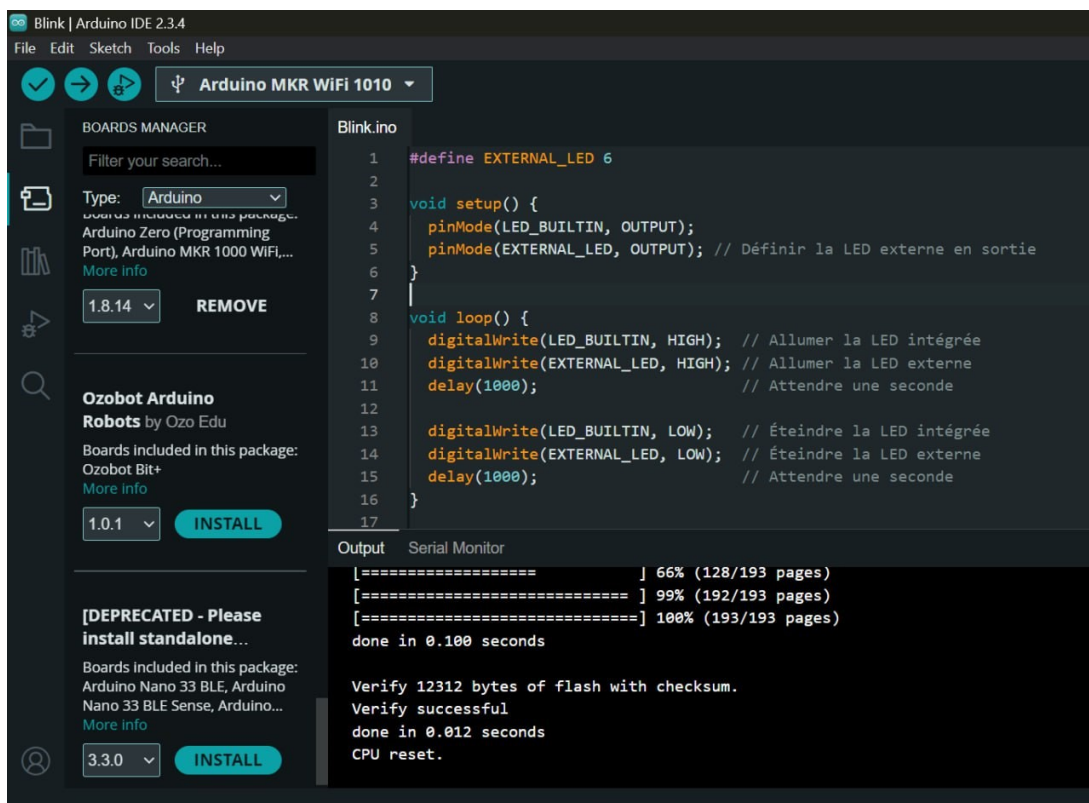 Blink | Arduino IDE 2.3.4
File Edit Sketch Tools Help
Arduino MKR WiFi 1010
BOARDS MANAGER
Filter your search...
Type: Arduino
Boards included in this package:
Arduino Zero (Programming
Port), Arduino MKR 1000 WiFi,...
More info
1.8.14 REMOVE
Ozobot Arduino
Robots by Ozo Edu
Boards included in this package:
Ozobot Bit+
More info
1.0.1 INSTALL
[DEPRECATED - Please
install standalone...
Boards included in this package:
Arduino Nano 33 BLE, Arduino
Nano 33 BLE Sense, Arduino...
More info
3.3.0 INSTALL
Blink.ino
1 #define EXTERNAL_LED 6
2
3 void setup() {
4 pinMode(LED_BUILTIN, OUTPUT);
5 pinMode(EXTERNAL_LED, OUTPUT); // Définir la LED externe en sortie
6 }
7
8 void loop() {
9 digitalWrite(LED_BUILTIN, HIGH); // Allumer la LED intégrée
10 digitalWrite(EXTERNAL_LED, HIGH); // Allumer la LED externe
11 delay(1000); // Attendre une seconde
12
13 digitalWrite(LED_BUILTIN, LOW); // Éteindre la LED intégrée
14 digitalWrite(EXTERNAL_LED, LOW); // Éteindre la LED externe
15 delay(1000); // Attendre une seconde
16 }
17
Output Serial Monitor
[=================== ] 66% (128/193 pages)
[============================= ] 99% (192/193 pages)
[==============================] 100% (193/193 pages)
done in 0.100 seconds
Verify 12312 bytes of flash with checksum.
Verify successful
done in 0.012 seconds
CPU reset.